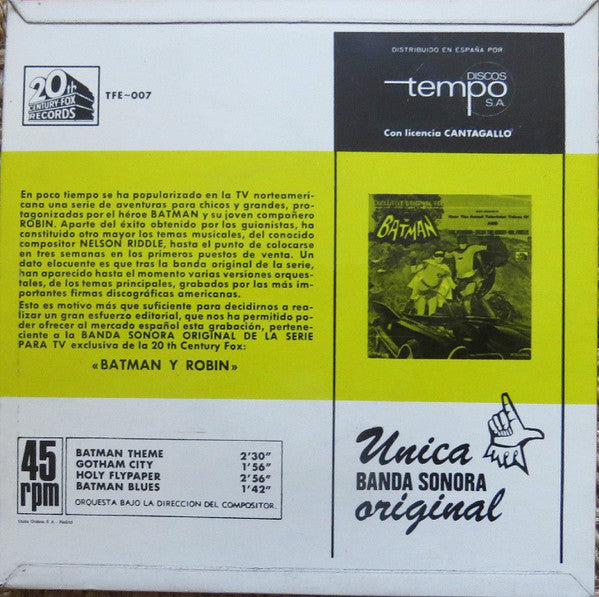 20th
CENTURY-FOX
RECORDS
TFE~007
DISTRIBUIDO EN ESPAÑA POR
DISCOS
tempo
S.A.
Con licencia CANTAGALLO
En poco tiempo se ha popularizado en la TV norteameri-
cana una serie de aventuras para chicos y grandes, pro-
tagonizadas por el héroe BATMAN y su joven compañero
ROBIN. Aparte del éxito obtenido por los guionistas, ha
constituido otro mayor los temas musicales, del conocido
compositor NELSON RIDDLE, hasta el punto de colocarse
en tres semanas en los primeros puestos de venta. Un
dato elocuente es que tras la banda original de la serie,
han aparecido hasta el momento varias versiones orques-
tales, de los temas principales, grabados por las más im-
portantes firmas discográficas americanas.
Esto es motivo más que suficiente para decidirnos a rea-
lizar un gran esfuerzo editorial, que nos ha permitido po-
der ofrecer al mercado español esta grabación, pertene-
ciente a la BANDA SONORA ORIGINAL DE LA SERIE
PARA TV exclusiva de la 20 th Century Fox:
«BATMAN Y ROBIN»
BATMAN
45
rpm
BATMAN THEME 2'30"
GOTHAM CITY 1'56"
HOLY FLYPAPER 2'56"
BATMAN BLUES 1'42"
ORQUESTA BAJO LA DIRECCION DEL COMPOSITOR.
Unica
BANDA SONORA
original